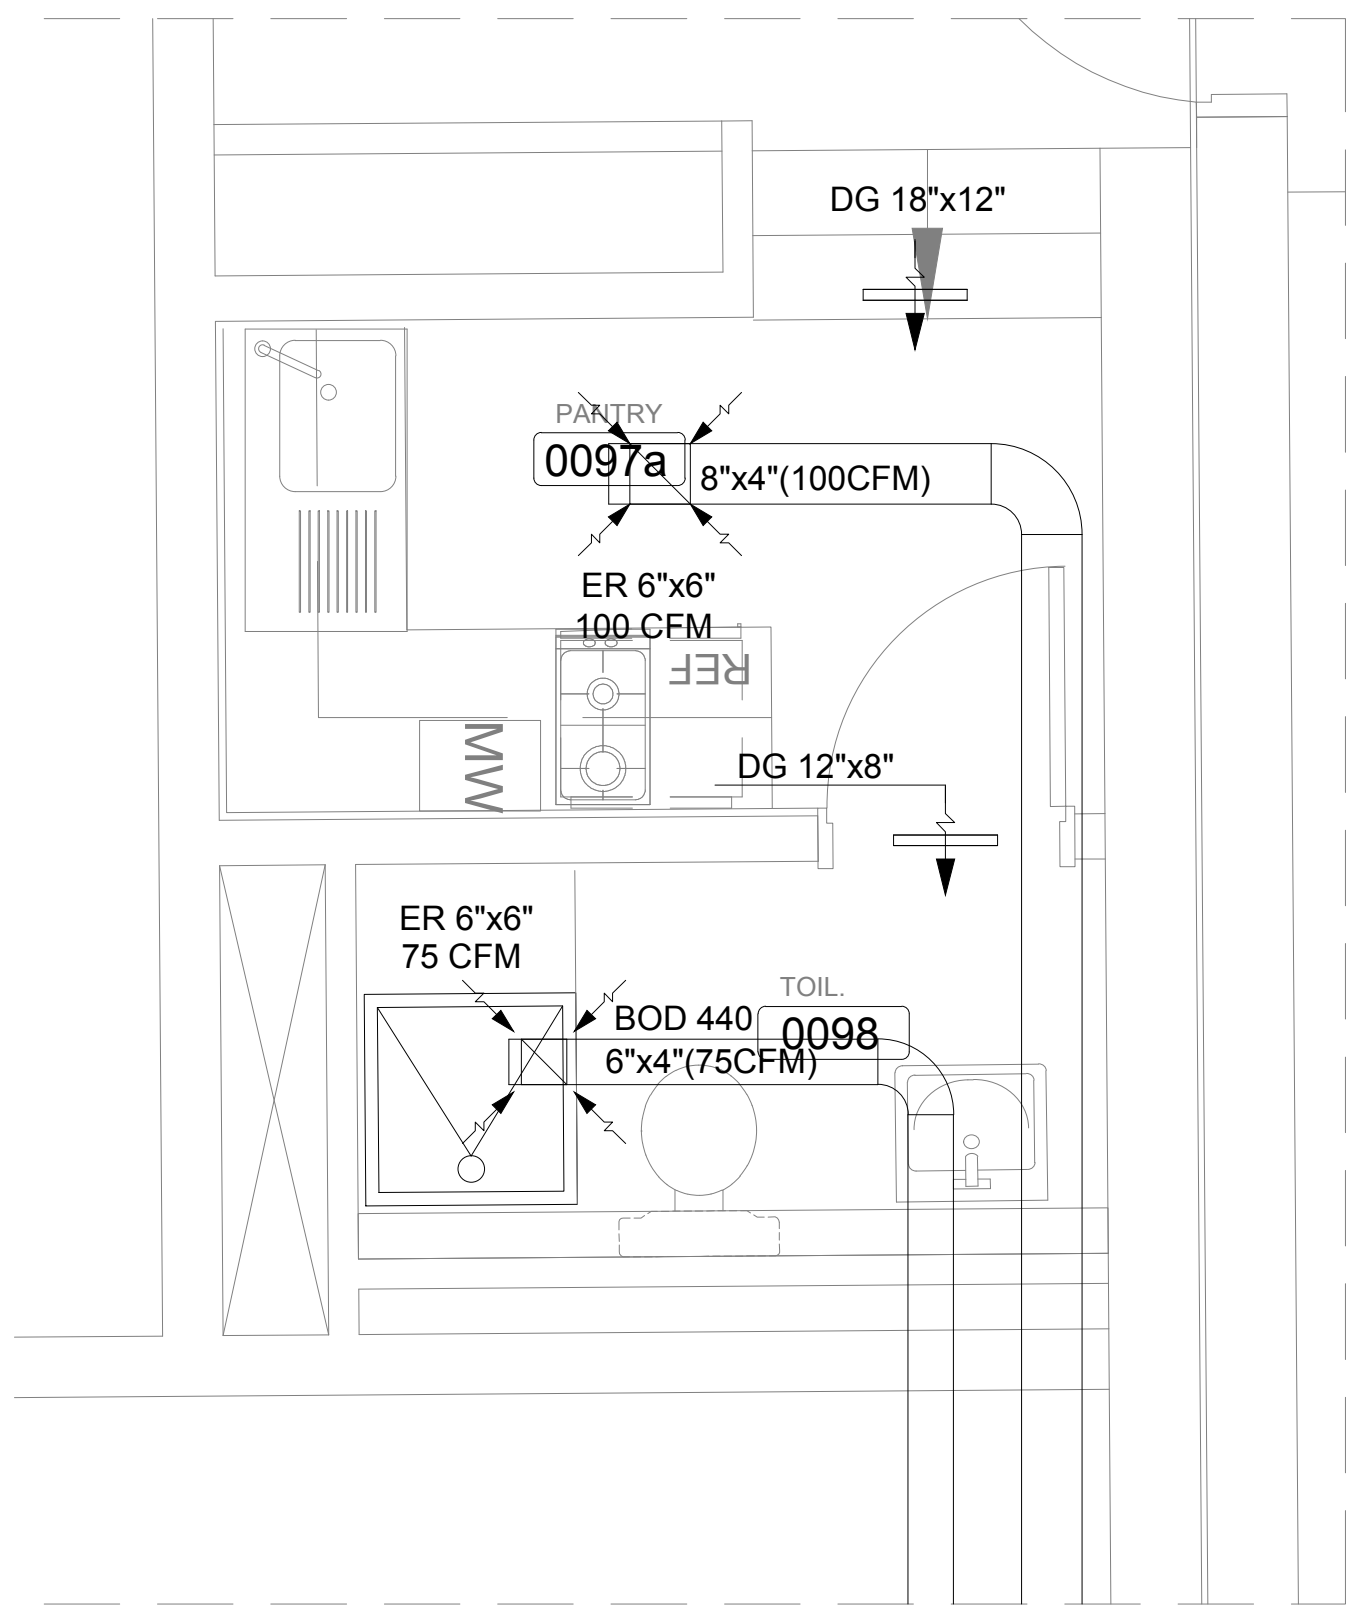 DG 18"x12"
PANTRY
0097a
8"x4"(100CFM)
ER 6"x6"
100 CFM
REF
MW
DG 12"x8"
ER 6"x6"
75 CFM
TOIL.
0098
BOD 440
6"x4"(75CFM)